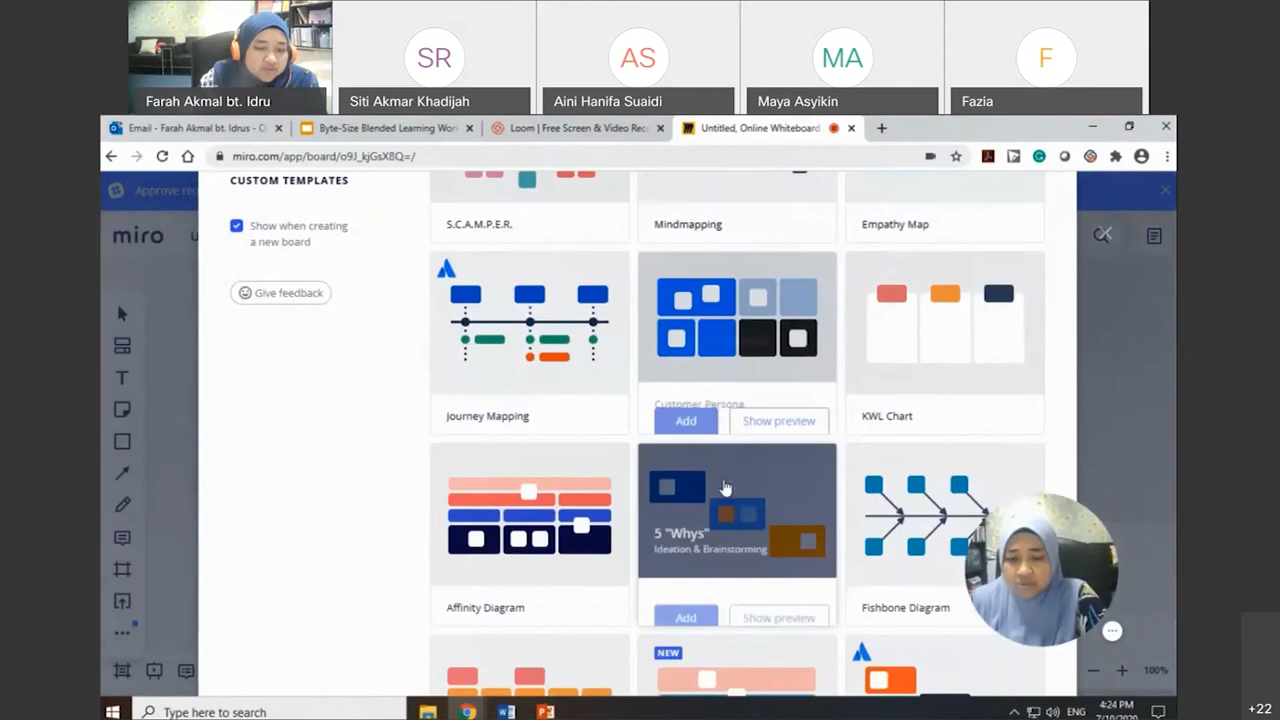 SR
AS
MA
F
Farah Akmal bt. Idru
Siti Akmar Khadijah
Aini Hanifa Suaidi
Maya Asyikin
Fazia
Email - Farah Akmal bt. Idrus - O
Byte-Size Blended Learning Wor
Loom | Free Screen & Video Rec
Untitled, Online Whiteboard
miro.com/app/board/o9J_kjGsX8Q=/
CUSTOM TEMPLATES
Show when creating
a new board
Give feedback
miro
S.C.A.M.P.E.R.
Mindmapping
Empathy Map
Journey Mapping
Customer Persona
Add
Show preview
KWL Chart
5 "Whys"
Ideation & Brainstorming
Affinity Diagram
Add
Show preview
Fishbone Diagram
NEW
100%
Type here to search
ENG
4:24 PM
7/10/2020
+22